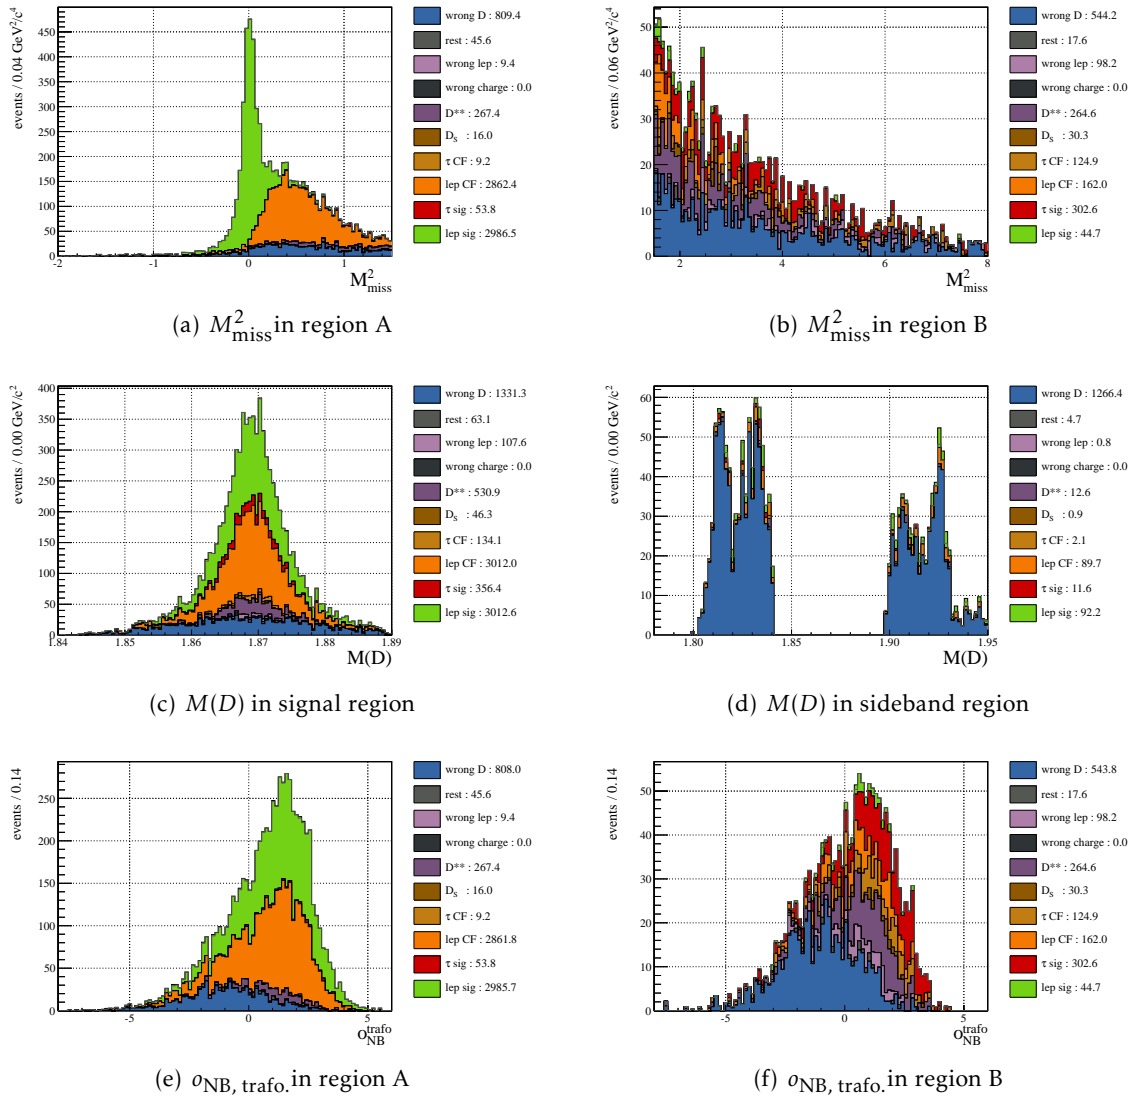 events / 0.04 GeV²/c⁴
450
400
350
300
250
200
150
100
50
0
-2
-1
0
1
M²miss
wrong D : 809.4
rest : 45.6
wrong lep : 9.4
wrong charge : 0.0
D** : 267.4
Ds : 16.0
τ CF : 9.2
lep CF : 2862.4
τ sig : 53.8
lep sig : 2986.5
(a) M²miss in region A
events / 0.06 GeV²/c⁴
50
40
30
20
10
0
2
4
6
8
M²miss
wrong D : 544.2
rest : 17.6
wrong lep : 98.2
wrong charge : 0.0
D** : 264.6
Ds : 30.3
τ CF : 124.9
lep CF : 162.0
τ sig : 302.6
lep sig : 44.7
(b) M²miss in region B
events / 0.00 GeV/c²
400
350
300
250
200
150
100
50
0
1.84
1.85
1.86
1.87
1.88
1.89
M(D)
wrong D : 1331.3
rest : 63.1
wrong lep : 107.6
wrong charge : 0.0
D** : 530.9
Ds : 46.3
τ CF : 134.1
lep CF : 3012.0
τ sig : 356.4
lep sig : 3012.6
(c) M(D) in signal region
events / 0.00 GeV/c²
60
50
40
30
20
10
0
1.80
1.85
1.90
1.95
M(D)
wrong D : 1266.4
rest : 4.7
wrong lep : 0.8
wrong charge : 0.0
D** : 12.6
Ds : 0.9
τ CF : 2.1
lep CF : 89.7
τ sig : 11.6
lep sig : 92.2
(d) M(D) in sideband region
events / 0.14
250
200
150
100
50
0
-5
0
5
o trafo NB
wrong D : 808.0
rest : 45.6
wrong lep : 9.4
wrong charge : 0.0
D** : 267.4
Ds : 16.0
τ CF : 9.2
lep CF : 2861.8
τ sig : 53.8
lep sig : 2985.7
(e) oNB, trafo. in region A
events / 0.14
50
40
30
20
10
0
-5
0
5
o trafo NB
wrong D : 543.8
rest : 17.6
wrong lep : 98.2
wrong charge : 0.0
D** : 264.6
Ds : 30.3
τ CF : 124.9
lep CF : 162.0
τ sig : 302.6
lep sig : 44.7
(f) oNB, trafo. in region B